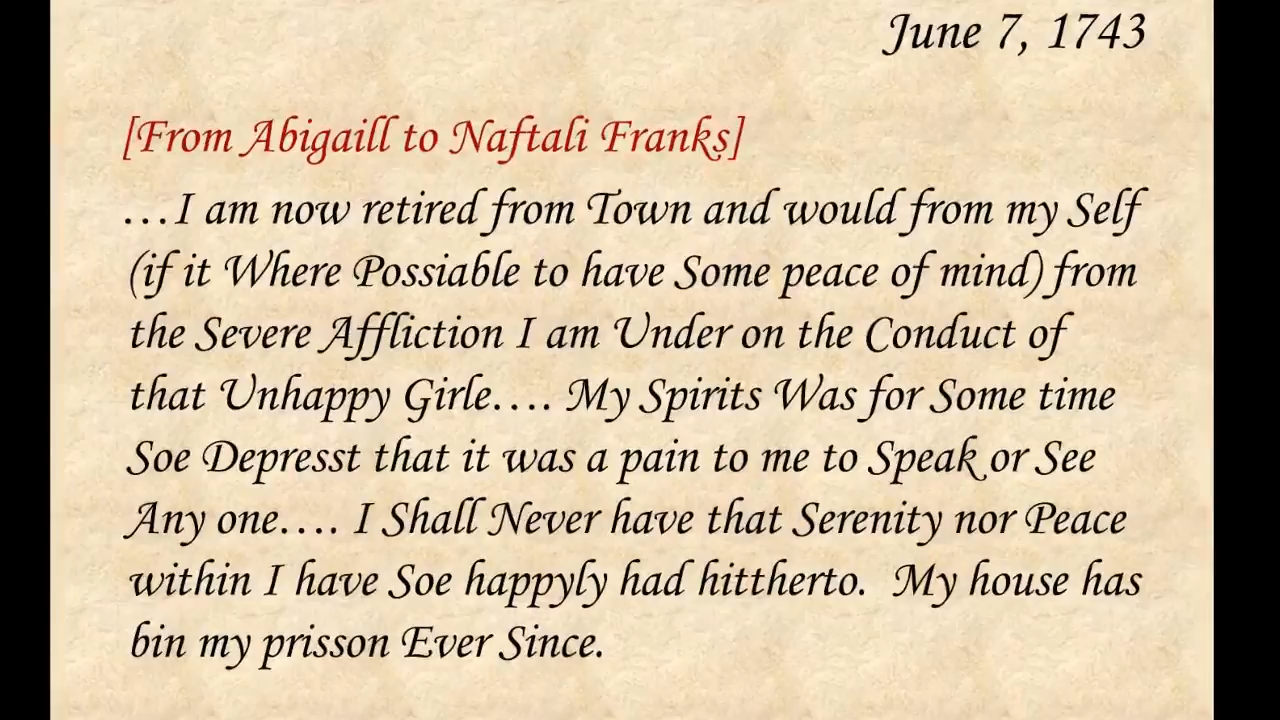 June 7, 1743
[From Abigaill to Naftali Franks]
…I am now retired from Town and would from my Self
(if it Where Possiable to have Some peace of mind) from
the Severe Affliction I am Under on the Conduct of
that Unhappy Girle…. My Spirits Was for Some time
Soe Depresst that it was a pain to me to Speak or See
Any one…. I Shall Never have that Serenity nor Peace
within I have Soe happyly had hittherto. My house has
bin my prisson Ever Since.